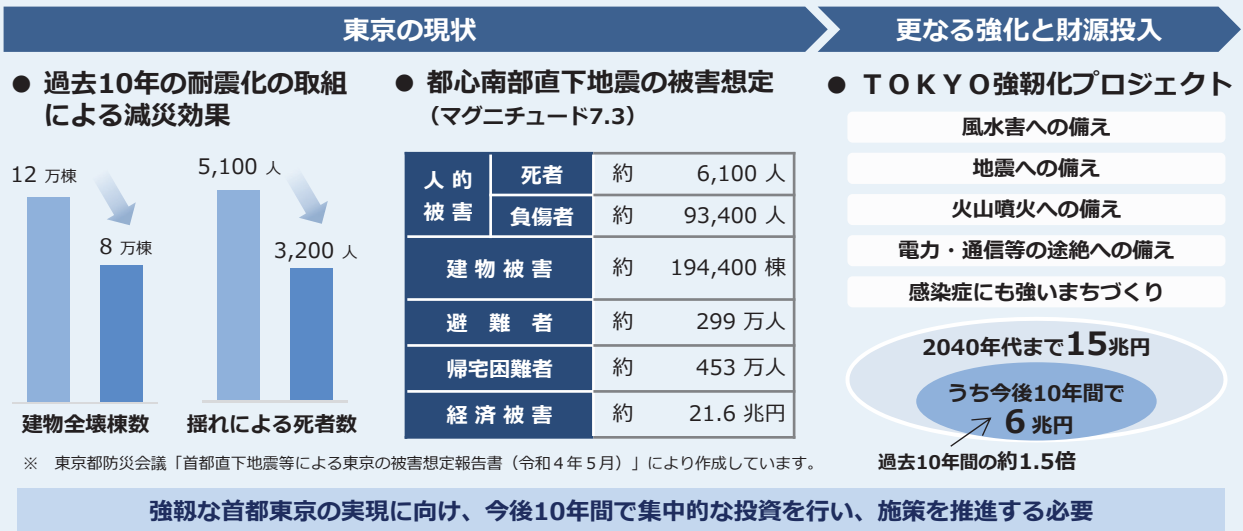 東京の現状
更なる強化と財源投入
● 過去10年の耐震化の取組
による減災効果
12 万棟
8 万棟
建物全壊棟数
5,100 人
3,200 人
揺れによる死者数
● 都心南部直下地震の被害想定
（マグニチュード7.3）
人的被害 死者 約 6,100 人
負傷者 約 93,400 人
建物被害 約 194,400 棟
避難者 約 299 万人
帰宅困難者 約 453 万人
経済被害 約 21.6 兆円
※ 東京都防災会議「首都直下地震等による東京の被害想定報告書（令和４年５月）」により作成しています。
● ＴＯＫＹＯ強靭化プロジェクト
風水害への備え
地震への備え
火山噴火への備え
電力・通信等の途絶への備え
感染症にも強いまちづくり
2040年代まで15兆円
うち今後10年間で
6 兆円
過去10年間の約1.5倍
強靱な首都東京の実現に向け、今後10年間で集中的な投資を行い、施策を推進する必要